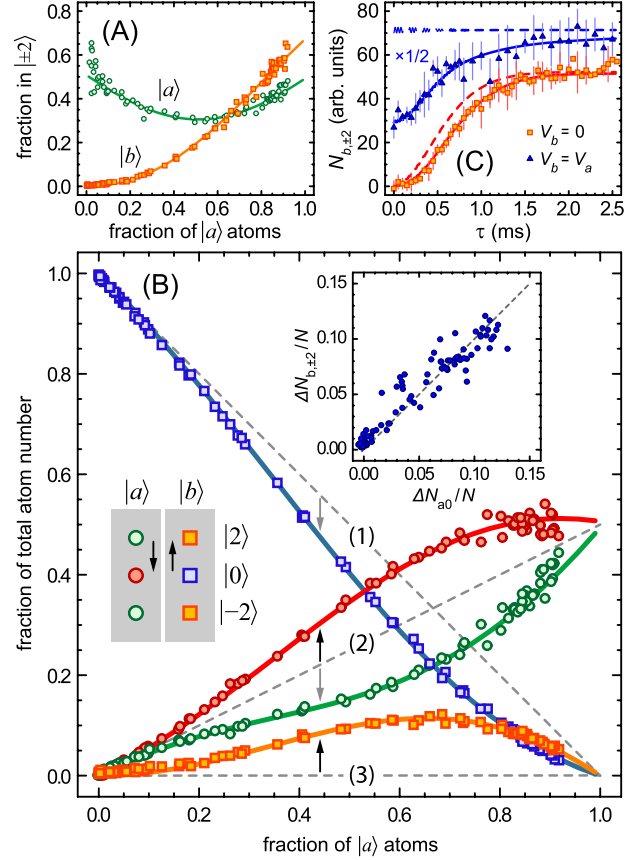 (A)
fraction in |±2⟩
0.6
0.4
0.2
0.0
|a⟩
|b⟩
0.0 0.2 0.4 0.6 0.8 1.0
fraction of |a⟩ atoms
(C)
N_b,±2 (arb. units)
80
60
40
20
0
×1/2
V_b = 0
V_b = V_a
0.0 0.5 1.0 1.5 2.0 2.5
τ (ms)
(B)
fraction of total atom number
1.0
0.8
0.6
0.4
0.2
0.0
0.15
0.10
0.05
0.00
ΔN_b,±2/N
0.00 0.05 0.10 0.15
ΔN_a0/N
|a⟩ |b⟩
|2⟩
|0⟩
|−2⟩
(1)
(2)
(3)
0.0 0.2 0.4 0.6 0.8 1.0
fraction of |a⟩ atoms